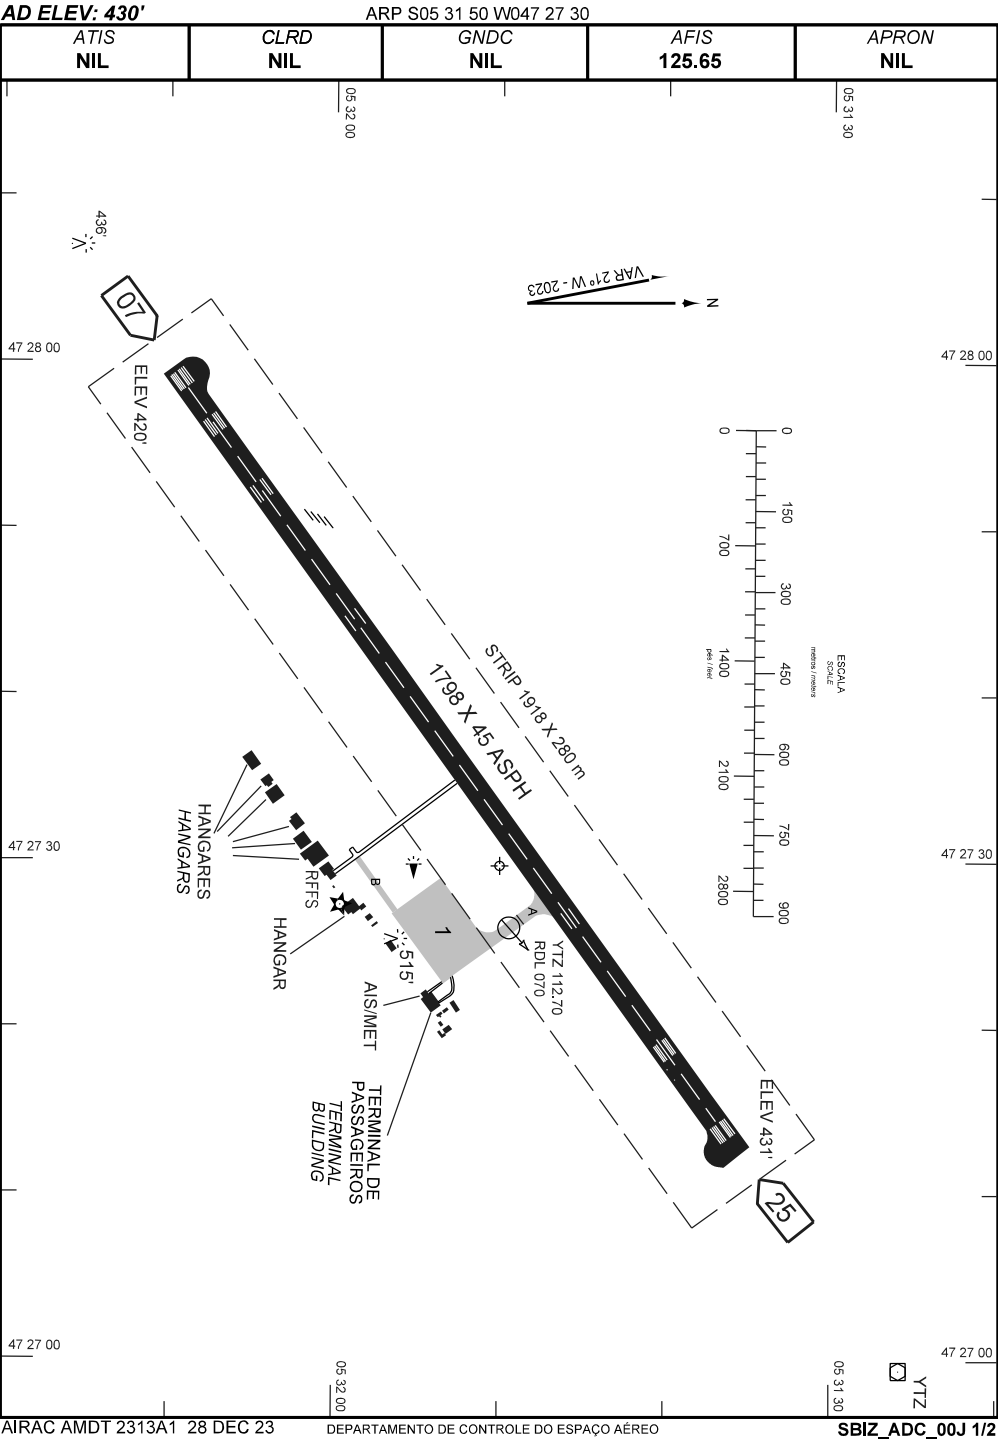 AD ELEV: 430'
ARP S05 31 50 W047 27 30
ATIS
NIL
CLRD
NIL
GNDC
NIL
AFIS
125.65
APRON
NIL
05 32 00
05 31 30
436'
07
VAR 21° W - 2023
N
47 28 00
47 28 00
ELEV 420'
0
150
300
450
600
750
900
0
700
1400
2100
2800
ESCALA
SCALE
metros / meters
pés / feet
STRIP 1918 X 280 m
1798 X 45 ASPH
47 27 30
47 27 30
HANGARES
HANGARS
RFFS
HANGAR
B
A
1
515'
YTZ 112.70
RDL 070
AIS/MET
TERMINAL DE
PASSAGEIROS
TERMINAL
BUILDING
ELEV 431'
25
47 27 00
47 27 00
05 32 00
05 31 30
YTZ
AIRAC AMDT 2313A1 28 DEC 23
DEPARTAMENTO DE CONTROLE DO ESPAÇO AÉREO
SBIZ_ADC_00J 1/2